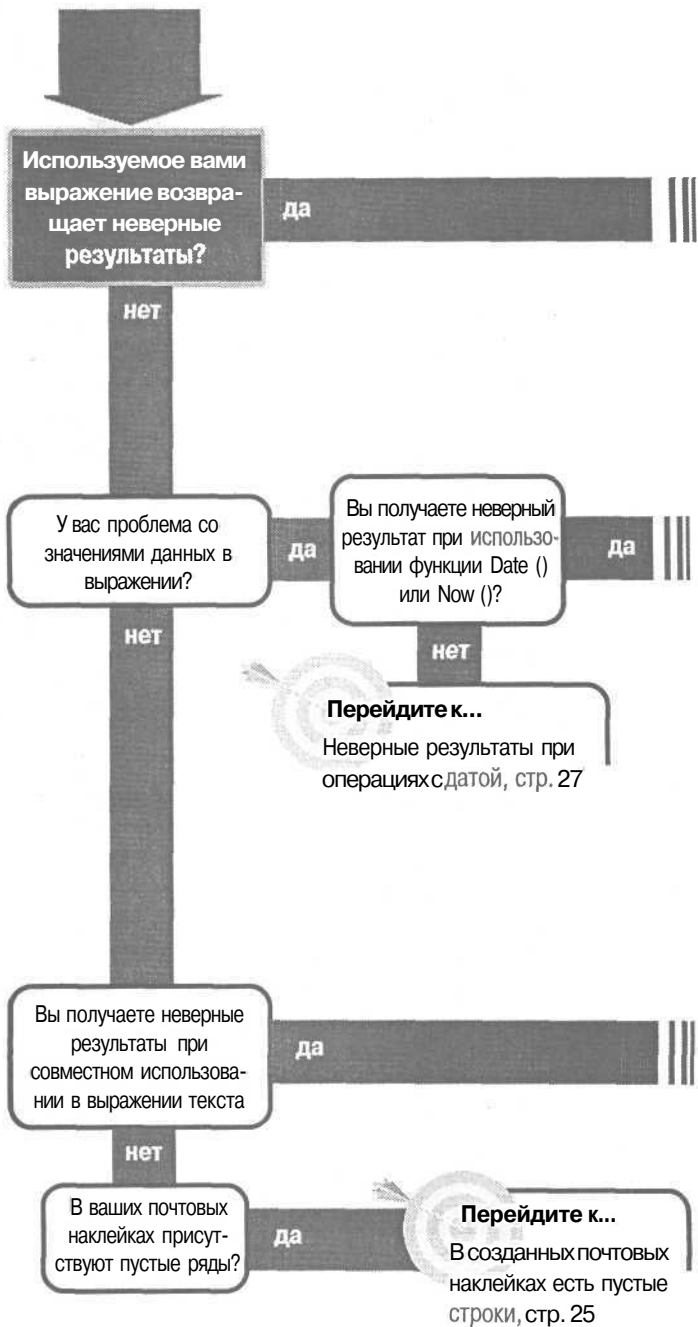 Используемое вами
выражение возвра-
щает неверные
результаты?
да
нет
У вас проблема со
значениями данных в
выражении?
да
Вы получаете неверный
результат при использо-
вании функции Date ()
или Now ()?
да
нет
нет
Перейдите к...
Неверные результаты при
операциях с датой, стр. 27
Вы получаете неверные
результаты при
совместном использова-
нии в выражении текста
да
нет
В ваших почтовых
наклейках присут-
ствуют пустые ряды?
да
Перейдите к...
В созданных почтовых
наклейках есть пустые
строки, стр. 25